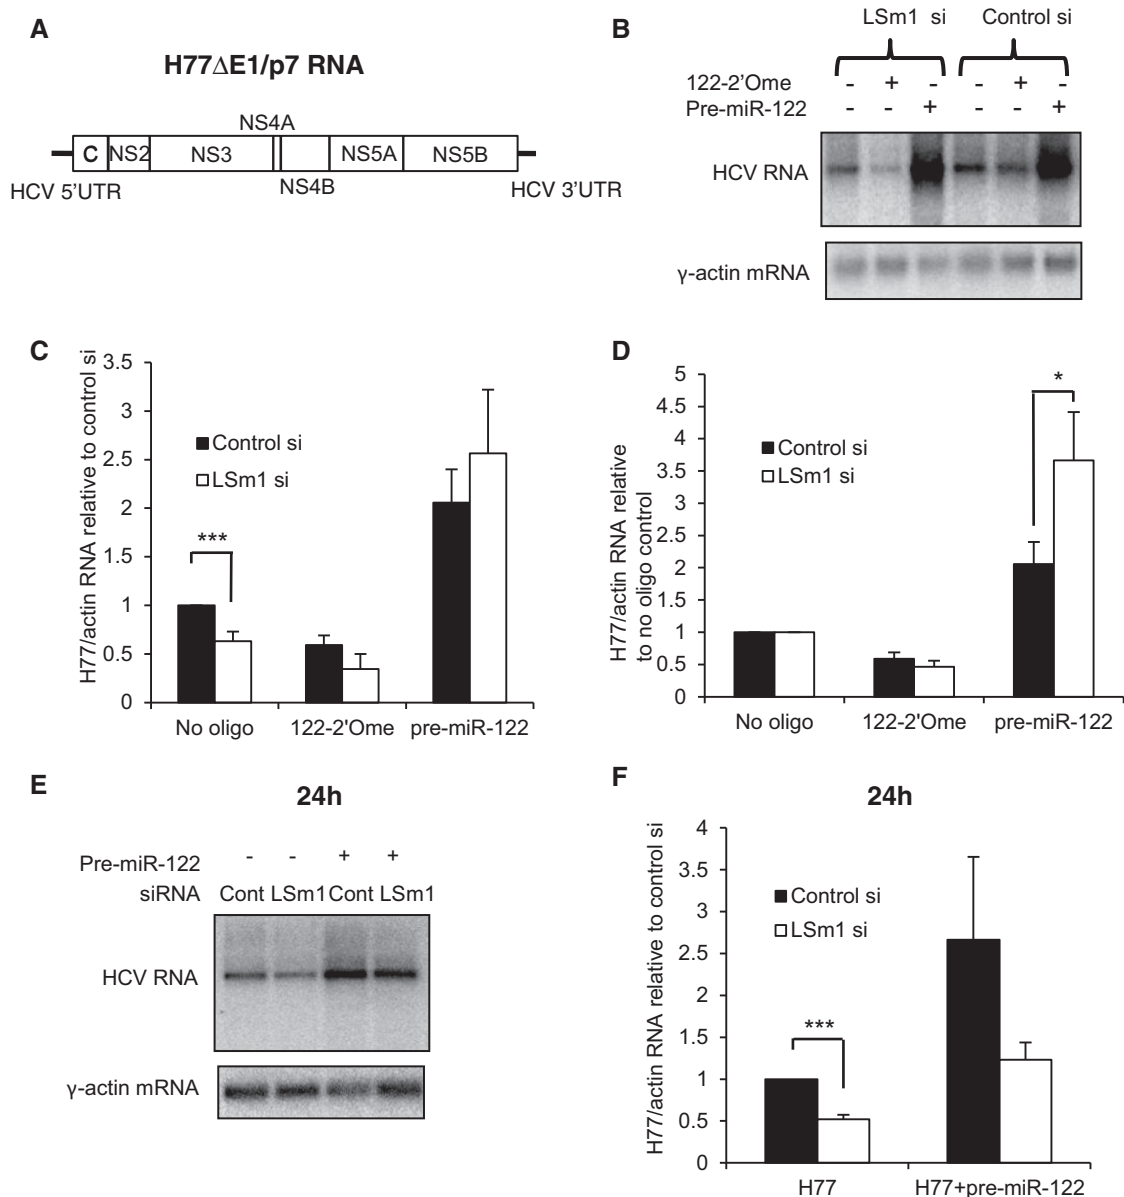 A
H77ΔE1/p7 RNA
NS4A
C NS2 NS3 NS5A NS5B
NS4B
HCV 5'UTR
HCV 3'UTR
B
LSm1 si Control si
122-2'Ome - + - - + -
Pre-miR-122 - - + - - +
HCV RNA
γ-actin mRNA
C
H77/actin RNA relative to control si
3.5
3
2.5
2
1.5
1
0.5
0
Control si
LSm1 si
***
No oligo 122-2'Ome pre-miR-122
D
H77/actin RNA relative
to no oligo control
5
4.5
4
3.5
3
2.5
2
1.5
1
0.5
0
Control si
LSm1 si
*
No oligo 122-2'Ome pre-miR-122
E
24h
Pre-miR-122 - - + +
siRNA Cont LSm1 Cont LSm1
HCV RNA
γ-actin mRNA
F
24h
H77/actin RNA relative to control si
4
3.5
3
2.5
2
1.5
1
0.5
0
Control si
LSm1 si
***
H77 H77+pre-miR-122